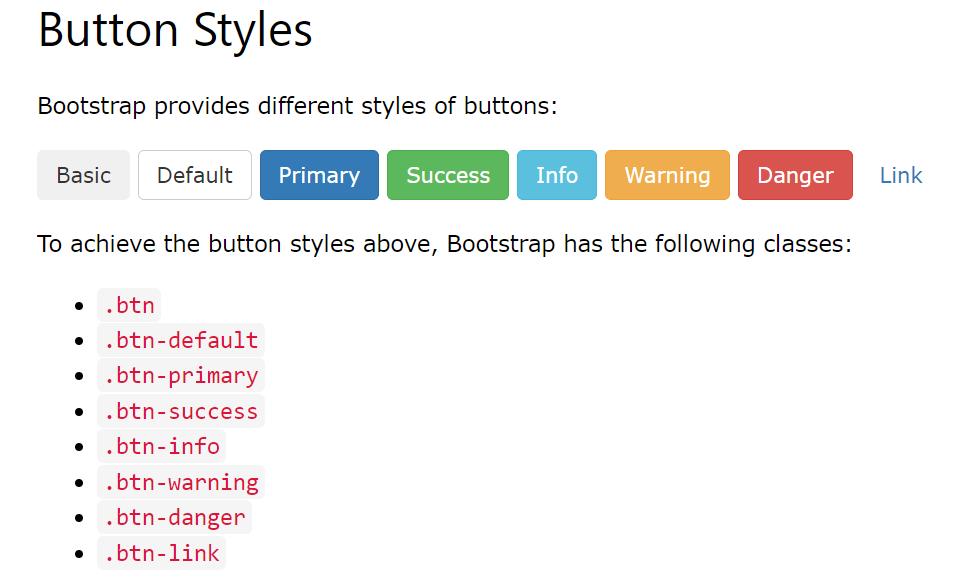 Button Styles
Bootstrap provides different styles of buttons:
Basic Default Primary Success Info Warning Danger Link
To achieve the button styles above, Bootstrap has the following classes:
.btn
.btn-default
.btn-primary
.btn-success
.btn-info
.btn-warning
.btn-danger
.btn-link